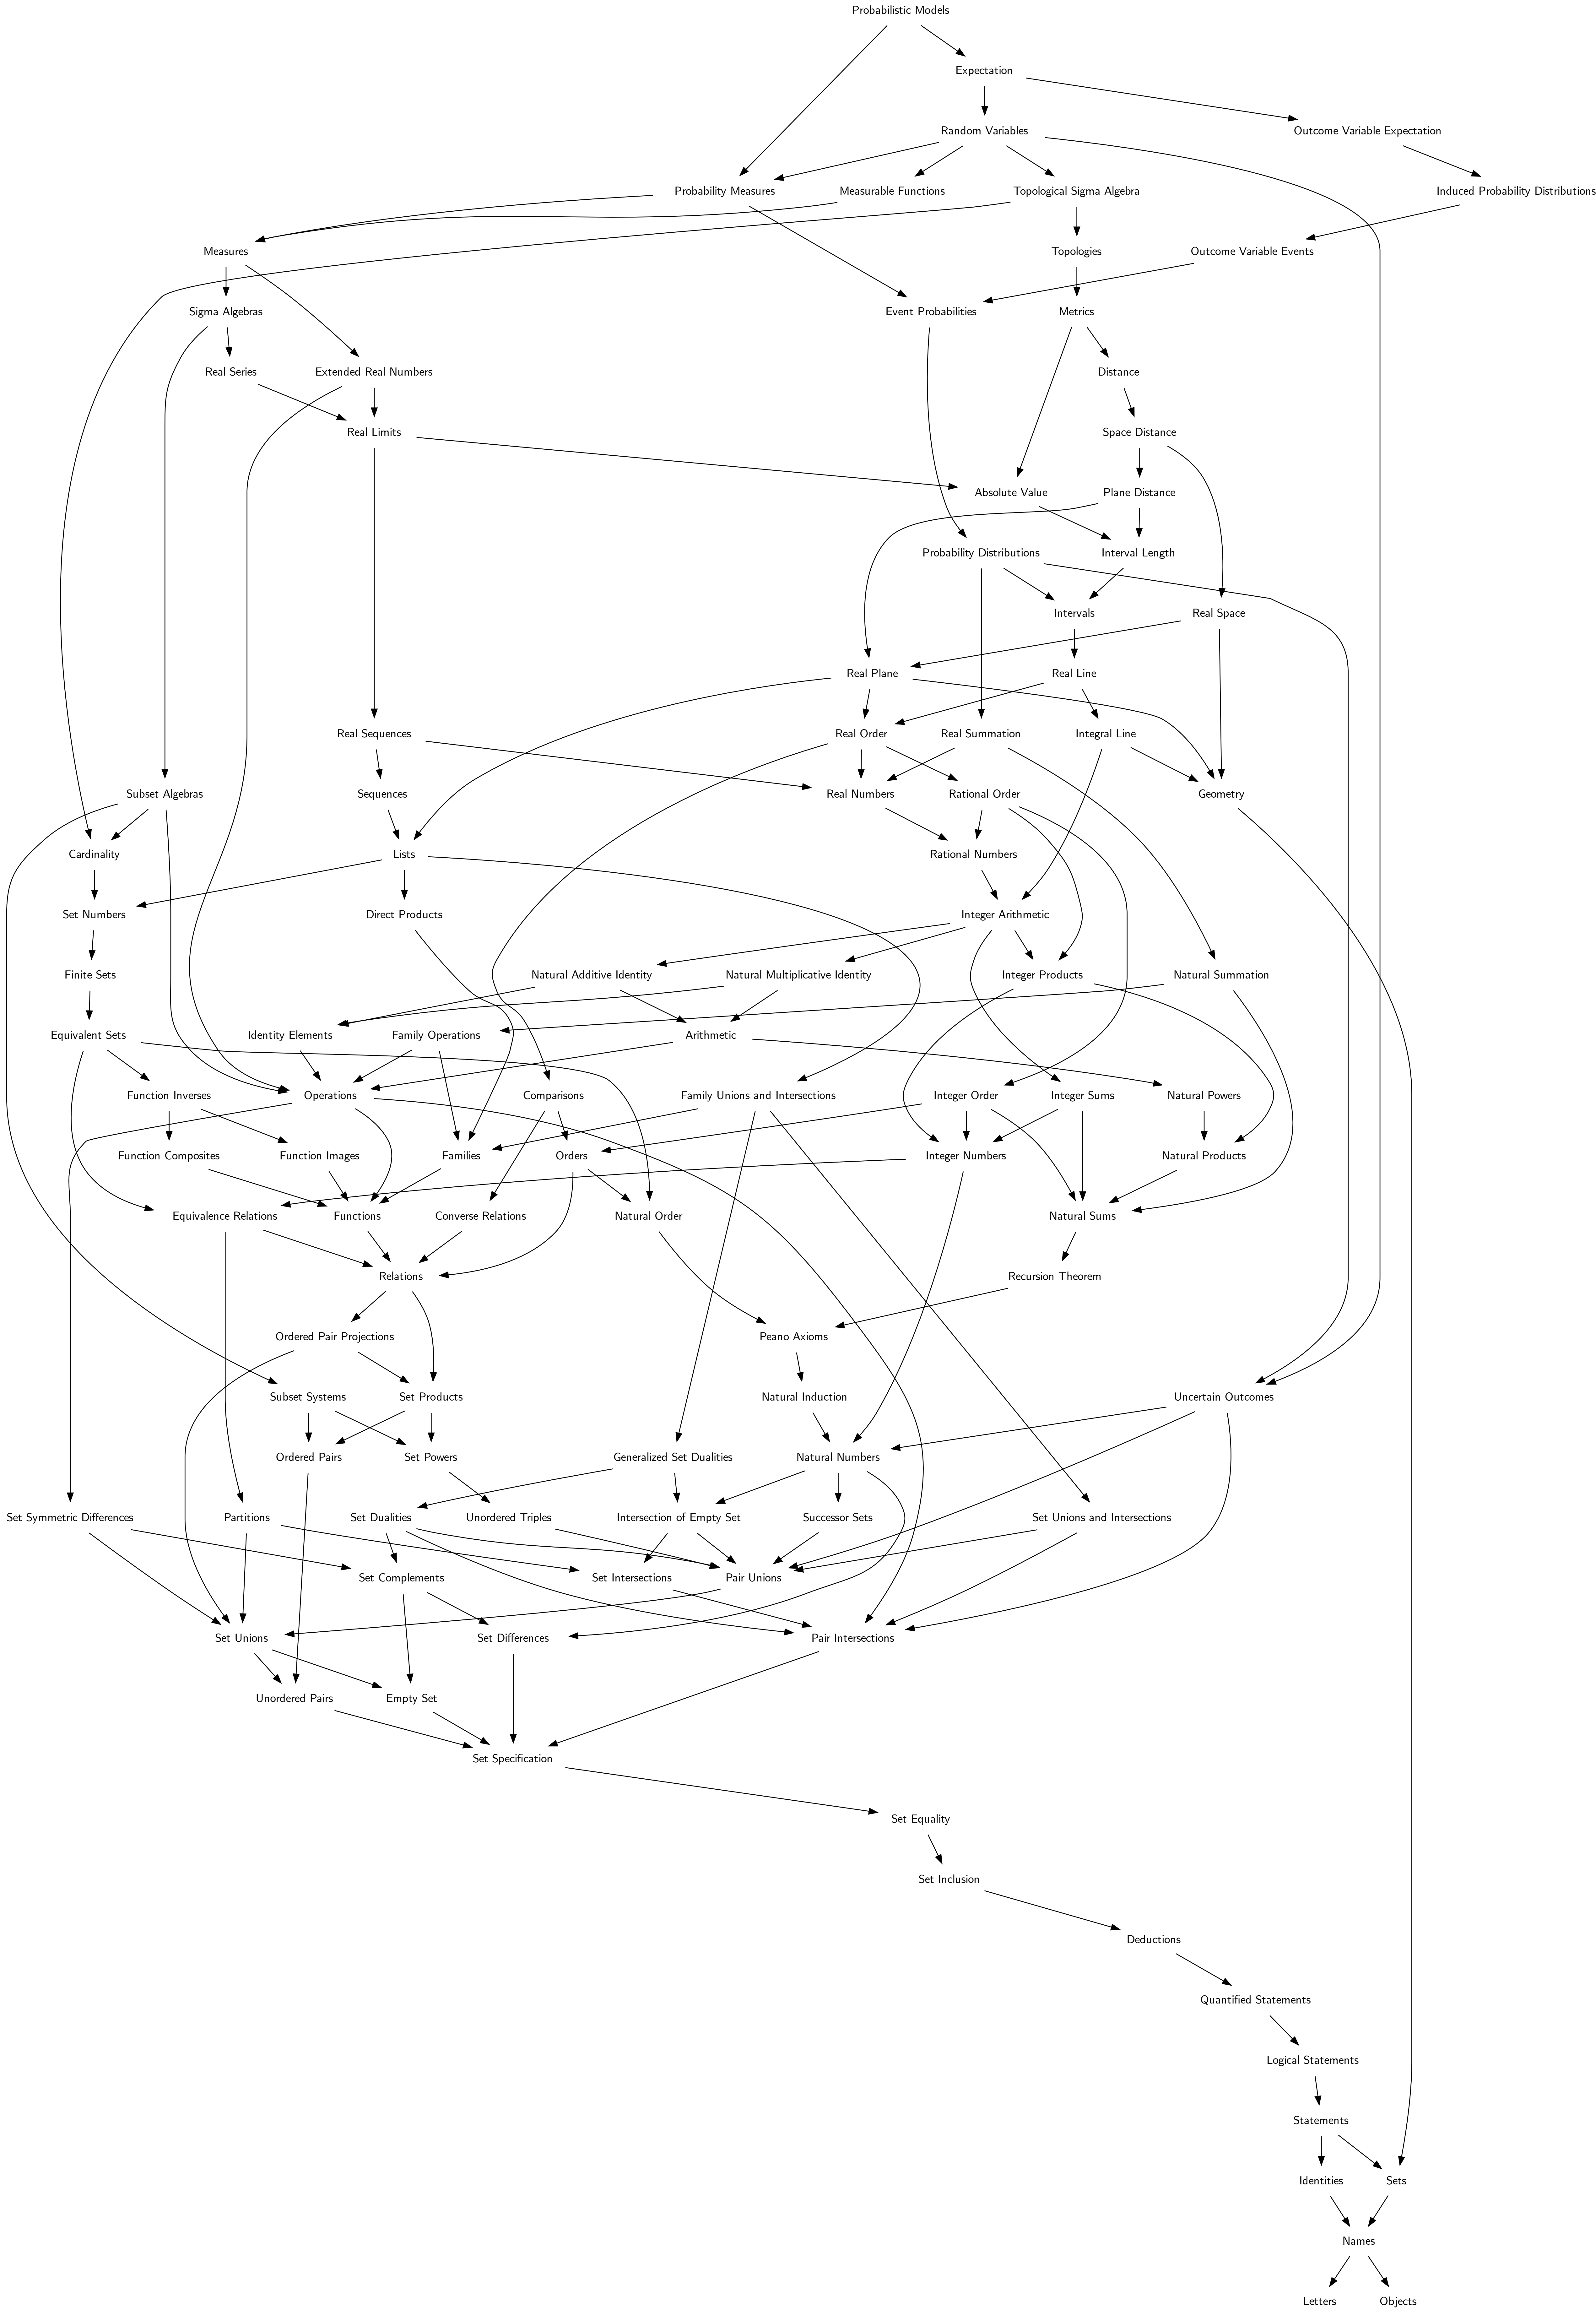 Probabilistic Models
Expectation
Random Variables
Outcome Variable Expectation
Probability Measures
Measurable Functions
Topological Sigma Algebra
Induced Probability Distributions
Measures
Topologies
Outcome Variable Events
Sigma Algebras
Event Probabilities
Metrics
Real Series
Extended Real Numbers
Distance
Real Limits
Space Distance
Absolute Value
Plane Distance
Probability Distributions
Interval Length
Intervals
Real Space
Real Plane
Real Line
Real Sequences
Real Order
Real Summation
Integral Line
Subset Algebras
Sequences
Real Numbers
Rational Order
Geometry
Cardinality
Lists
Rational Numbers
Set Numbers
Direct Products
Integer Arithmetic
Finite Sets
Natural Additive Identity
Natural Multiplicative Identity
Integer Products
Natural Summation
Equivalent Sets
Identity Elements
Family Operations
Arithmetic
Function Inverses
Operations
Comparisons
Family Unions and Intersections
Integer Order
Integer Sums
Natural Powers
Function Composites
Function Images
Families
Orders
Integer Numbers
Natural Products
Equivalence Relations
Functions
Converse Relations
Natural Order
Natural Sums
Relations
Recursion Theorem
Ordered Pair Projections
Peano Axioms
Subset Systems
Set Products
Natural Induction
Uncertain Outcomes
Ordered Pairs
Set Powers
Generalized Set Dualities
Natural Numbers
Set Symmetric Differences
Partitions
Set Dualities
Unordered Triples
Intersection of Empty Set
Successor Sets
Set Unions and Intersections
Set Complements
Set Intersections
Pair Unions
Set Unions
Set Differences
Pair Intersections
Unordered Pairs
Empty Set
Set Specification
Set Equality
Set Inclusion
Deductions
Quantified Statements
Logical Statements
Statements
Identities
Sets
Names
Letters
Objects